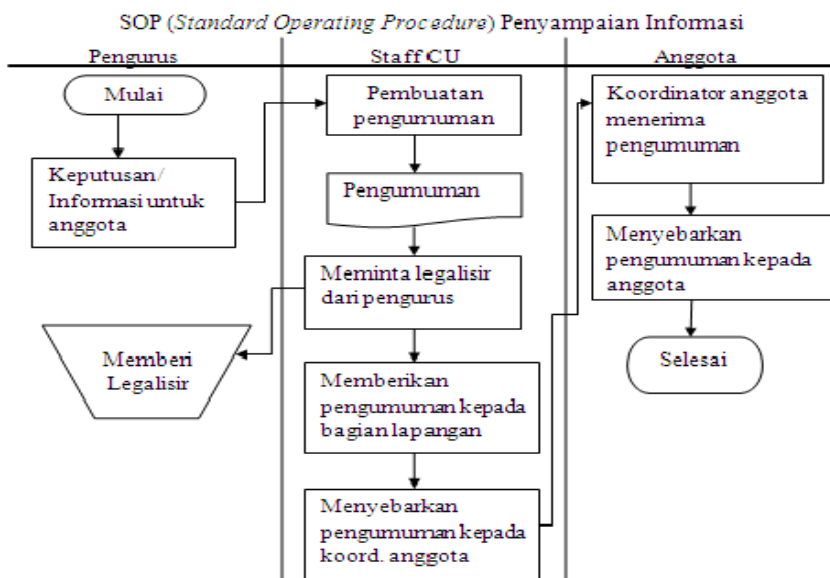 SOP (Standard Operating Procedure) Penyampaian Informasi
Pengurus
Staff CU
Anggota
Mulai
Keputusan/
Informasi untuk
anggota
Memberi
Legalisir
Pembuatan
pengumuman
Pengumuman
Meminta legalisir
dari pengurus
Memberikan
pengumuman kepada
bagian lapangan
Menyebarkan
pengumuman kepada
koord. anggota
Koordinator anggota
menerima
pengumuman
Menyebarkan
pengumuman kepada
anggota
Selesai